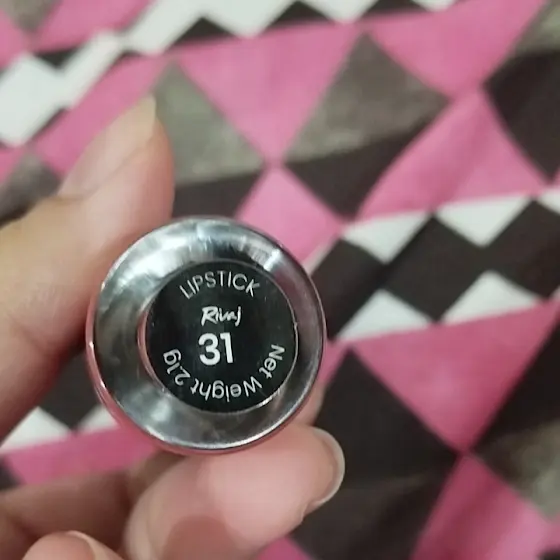 LIPSTICK
Rivaj
31
Net Weight 2.1g